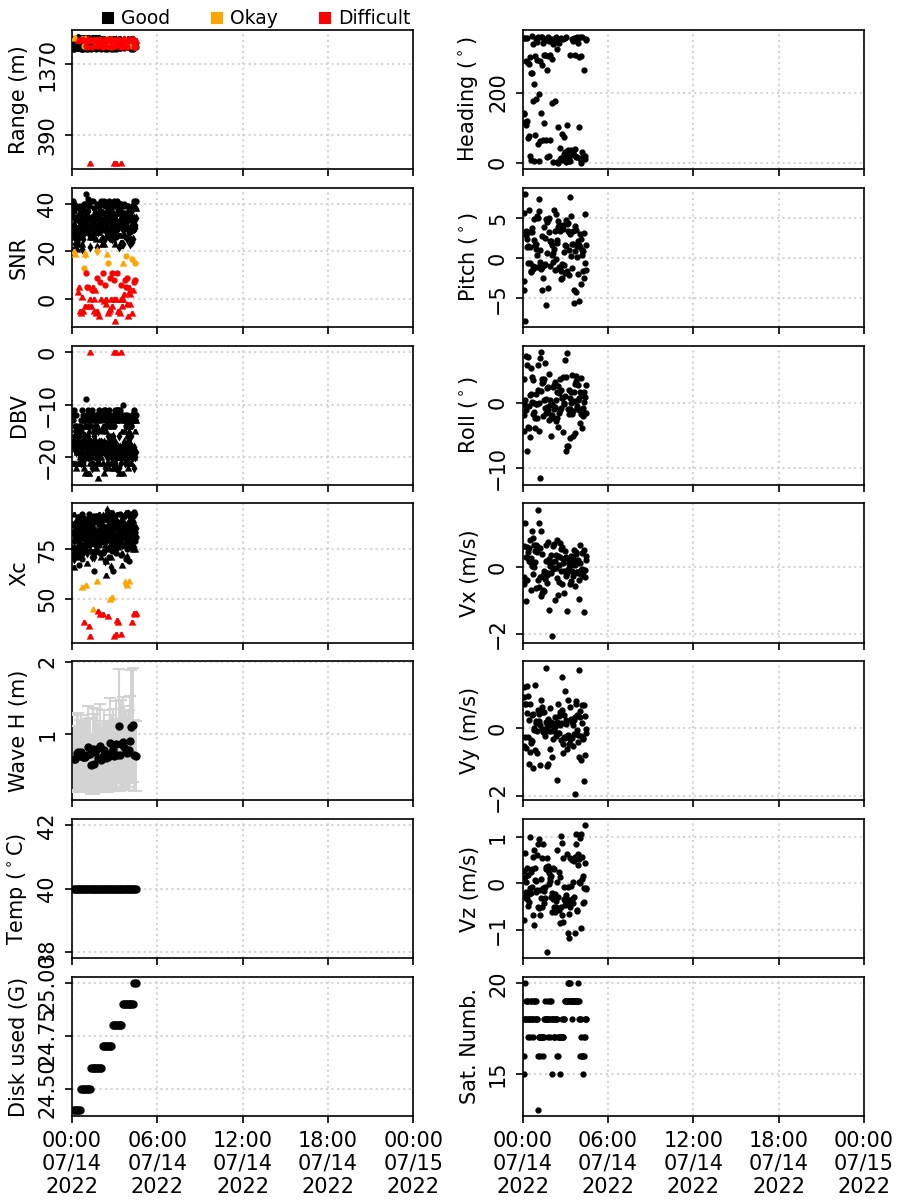 Good Okay Difficult
Range (m)
1370
390
Heading (°)
200
0
SNR
40
20
0
Pitch (°)
5
0
−5
DBV
0
−10
−20
Roll (°)
0
−10
Xc
75
50
Vx (m/s)
0
−2
Wave H (m)
2
1
Vy (m/s)
0
−2
Temp (°C)
42
40
38
Vz (m/s)
1
0
−1
Disk used (G)
25.00
24.75
24.50
Sat. Numb.
20
15
00:00 06:00 12:00 18:00 00:00
07/14 07/14 07/14 07/14 07/15
2022 2022 2022 2022 2022
00:00 06:00 12:00 18:00 00:00
07/14 07/14 07/14 07/14 07/15
2022 2022 2022 2022 2022